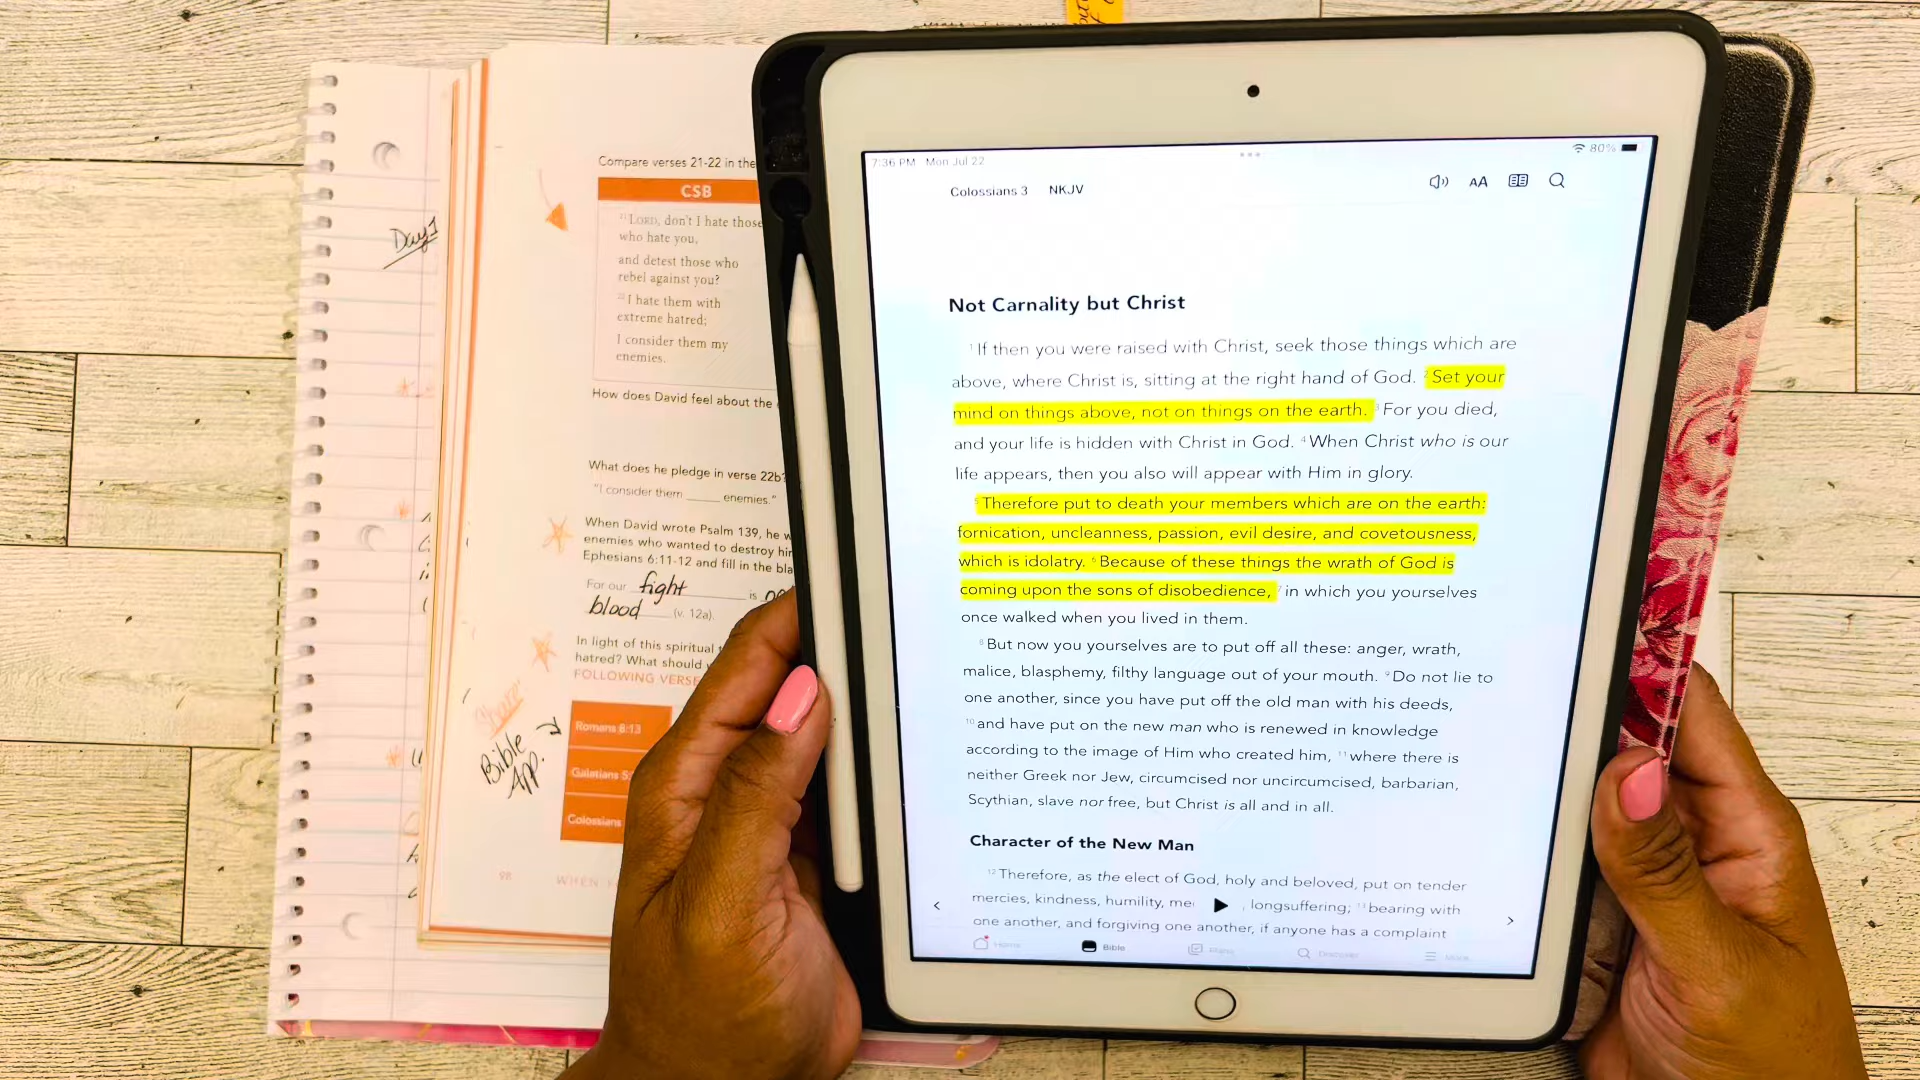 Day 1
Compare verses 21-22 in the
CSB
21 LORD, don't I hate those
who hate you,
and detest those who
rebel against you?
22 I hate them with
extreme hatred;
I consider them my
enemies.
How does David feel about the
What does he pledge in verse 22b?
"I consider them ______ enemies."
When David wrote Psalm 139, he w
enemies who wanted to destroy hi
Ephesians 6:11-12 and fill in the bla
For our fight is
blood (v. 12a).
In light of this spiritual
hatred? What should
FOLLOWING VERSE
Share
Bible
App.
Romans 8:13
Galatians 5:
Colossians
98 WHEN
7:36 PM Mon Jul 22
80%
Colossians 3 NKJV
AA
Not Carnality but Christ
1 If then you were raised with Christ, seek those things which are
above, where Christ is, sitting at the right hand of God. 2 Set your
mind on things above, not on things on the earth. 3 For you died,
and your life is hidden with Christ in God. 4 When Christ who is our
life appears, then you also will appear with Him in glory.
5 Therefore put to death your members which are on the earth:
fornication, uncleanness, passion, evil desire, and covetousness,
which is idolatry. 6 Because of these things the wrath of God is
coming upon the sons of disobedience, 7 in which you yourselves
once walked when you lived in them.
8 But now you yourselves are to put off all these: anger, wrath,
malice, blasphemy, filthy language out of your mouth. 9 Do not lie to
one another, since you have put off the old man with his deeds,
10 and have put on the new man who is renewed in knowledge
according to the image of Him who created him, 11 where there is
neither Greek nor Jew, circumcised nor uncircumcised, barbarian,
Scythian, slave nor free, but Christ is all and in all.
Character of the New Man
12 Therefore, as the elect of God, holy and beloved, put on tender
mercies, kindness, humility, me , longsuffering; 13 bearing with
one another, and forgiving one another, if anyone has a complaint
Home Bible Plans Discover More